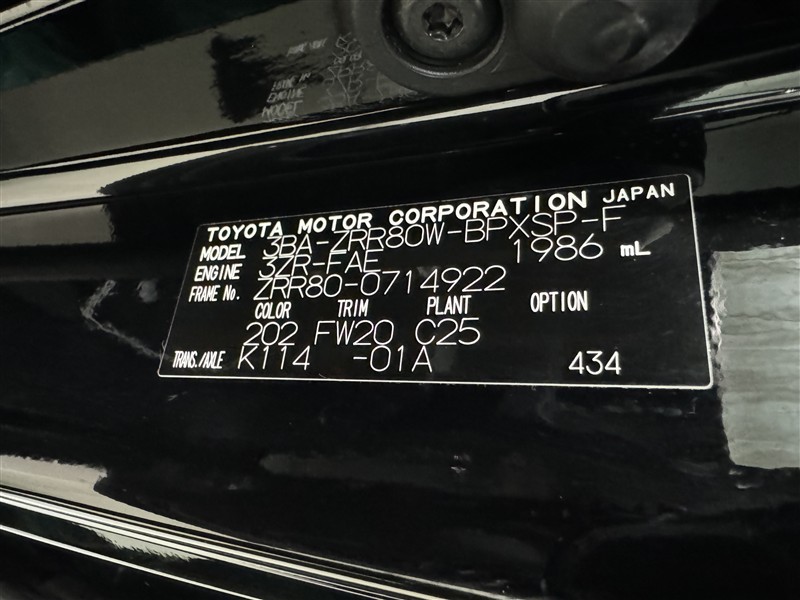 TOYOTA MOTOR CORPORATION JAPAN
MODEL 3BA-ZRR80W-BPXSP-F
ENGINE 3ZR-FAE 1986 mL
FRAME No. ZRR80-0714922
COLOR TRIM PLANT OPTION
202 FW20 C25
TRANS./AXLE K114 -01A 434